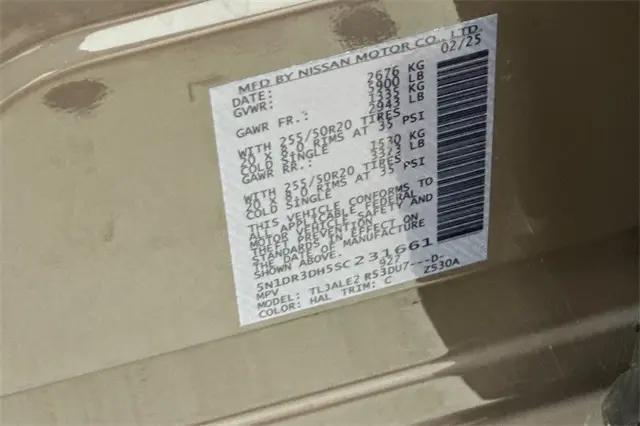 MFD BY NISSAN MOTOR CO., LTD.
DATE: 02/25
GVWR: 2676 KG
5900 LB
GAWR FR.: 1335 KG
2943 LB
WITH 255/50R20 TIRES
20 X 8.0 RIMS AT 35 PSI
COLD SINGLE
GAWR RR.: 1530 KG
3373 LB
WITH 255/50R20 TIRES
20 X 8.0 RIMS AT 35 PSI
COLD SINGLE
THIS VEHICLE CONFORMS TO
ALL APPLICABLE FEDERAL
MOTOR VEHICLE SAFETY AND
THEFT PREVENTION
STANDARDS IN EFFECT ON
THE DATE OF MANUFACTURE
SHOWN ABOVE.
5N1DR3DH5SC231661
MPV 927
MODEL: TLJALE2 R53DU7---D-
COLOR: HAL TRIM: C Z530A